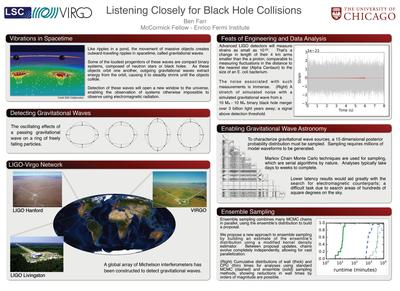 LSC
VIRGO
Listening Closely for Black Hole Collisions
Ben Farr
McCormick Fellow - Enrico Fermi Institute
THE UNIVERSITY OF
CHICAGO
Vibrations in Spacetime
Like ripples in a pond, the movement of massive objects creates
outward-traveling ripples in spacetime, called gravitational waves.
Some of the loudest progenitors of these waves are compact binary
systems, composed of neutron stars or black holes. As these
objects orbit one another, outgoing gravitational waves extract
energy from the orbit, causing it to steadily shrink until the objects
collide.
Detection of these waves will open a new window to the universe,
enabling the observation of systems otherwise impossible to
observe using electromagnetic radiation.
Detecting Gravitational Waves
The oscillating effects of
a passing gravitational
wave on a ring of freely
falling particles.
LIGO-Virgo Network
LIGO Hanford
VIRGO
LIGO Livingston
A global array of Michelson interferometers has
been constructed to detect gravitational waves.
Feats of Engineering and Data Analysis
Advanced LIGO detectors will measure
strains as small as
That's a
change in length of their 4 km arms
smaller than the a proton; comparable to
measuring fluctuations in the distance to
the nearest star (Alpha Centauri) to the
size of an E. coli bacterium.
The noise associated with such
measurements is immense. (Right) A
stretch of simulated noise with a
simulated gravitational wave from a
binary black hole merger
over 3 billion light years away; a signal
above detection threshold.
Strain
Time (s)
Enabling Gravitational Wave Astronomy
To characterize gravitational wave sources, a 15-dimensional posterior
probability distribution must be sampled. Sampling requires millions of
model waveforms to be generated.
Markov Chain Monte Carlo techniques are used for sampling,
which are serial algorithms by nature. Analyses typically take
days to weeks to complete.
Lower latency results would aid greatly with the
search for electromagnetic counterparts; a
difficult task due to search areas of hundreds of
square degrees on the sky.
Ensemble Sampling
Ensemble sampling combines many MCMC chains
in parallel, using the ensemble's distribution to build
a proposal.
We propose a new approach to ensemble sampling
by building an estimate of the ensemble's
distribution using a modified kernel density
estimator. Between proposal updates, chains
evolve completely independently, allowing for easy
parallelization.
(Right) Cumulative distributions of wall (thick) and
CPU (thin) times for analyses using standard
MCMC (dashed) and ensemble (solid) sampling
methods, showing reductions in wall times by
orders of magnitude are possible.
runtime (minutes)